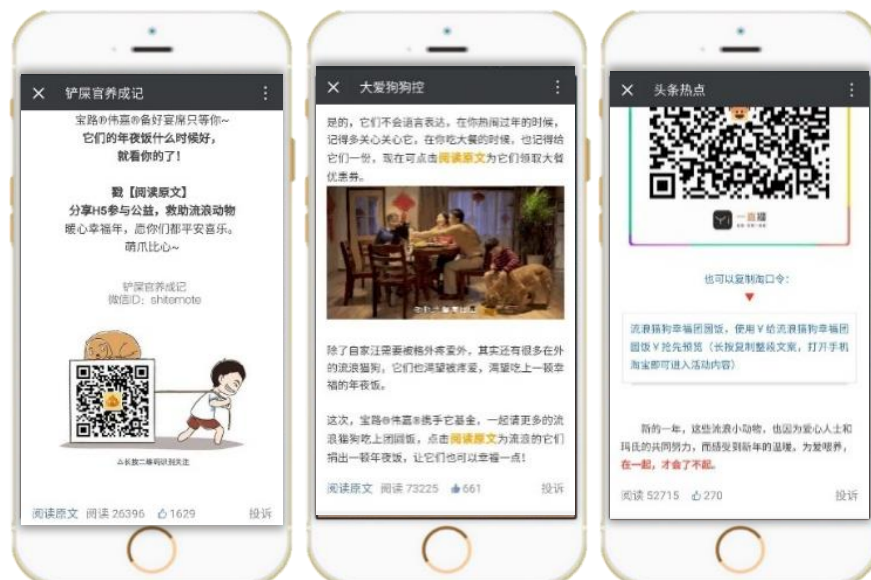 铲屎官养成记
宝路®伟嘉®备好宴席只等你~
它们的年夜饭什么时候好，
就看你的了！
戳【阅读原文】
分享H5参与公益，救助流浪动物
暖心幸福年，愿你们都平安喜乐。
萌爪比心~
铲屎官养成记
微信ID：shitemote
长按二维码识别关注
阅读原文 阅读 26396 1629 投诉
大爱狗狗控
是的，它们不会语言表达，在你热闹过年的时候，
记得多关心关心它，在你吃大餐的时候，也记得给
它们一份，现在可点击阅读原文为它们领取大餐
优惠券。
除了自家汪需要被格外疼爱外，其实还有很多在外
的流浪猫狗，它们也渴望被疼爱，渴望吃上一顿幸
福的年夜饭。
这次，宝路®伟嘉®携手它基金，一起请更多的流
浪猫狗吃上团圆饭，点击阅读原文为流浪的它们
捐出一顿年夜饭，让它们也可以幸福一点！
阅读原文 阅读 73225 661 投诉
头条热点
一直播
也可以复制淘口令：
流浪猫狗幸福团圆饭，使用￥给流浪猫狗幸福团
圆饭￥抢先预览（长按复制整段文案，打开手机
淘宝即可进入活动内容）
新的一年，这些流浪小动物，也因为爱心人士和
玛氏的共同努力，而感受到新年的温暖。为爱喂养，
在一起，才会了不起。
阅读 52715 270 投诉